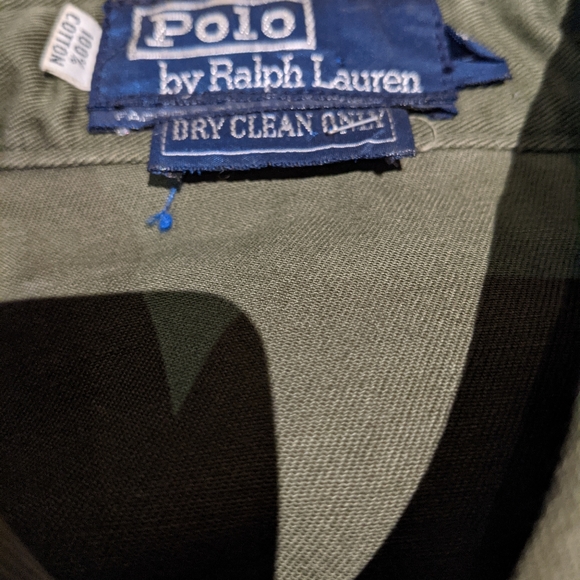 100%
COTTON
Polo
by Ralph Lauren
DRY CLEAN ONLY